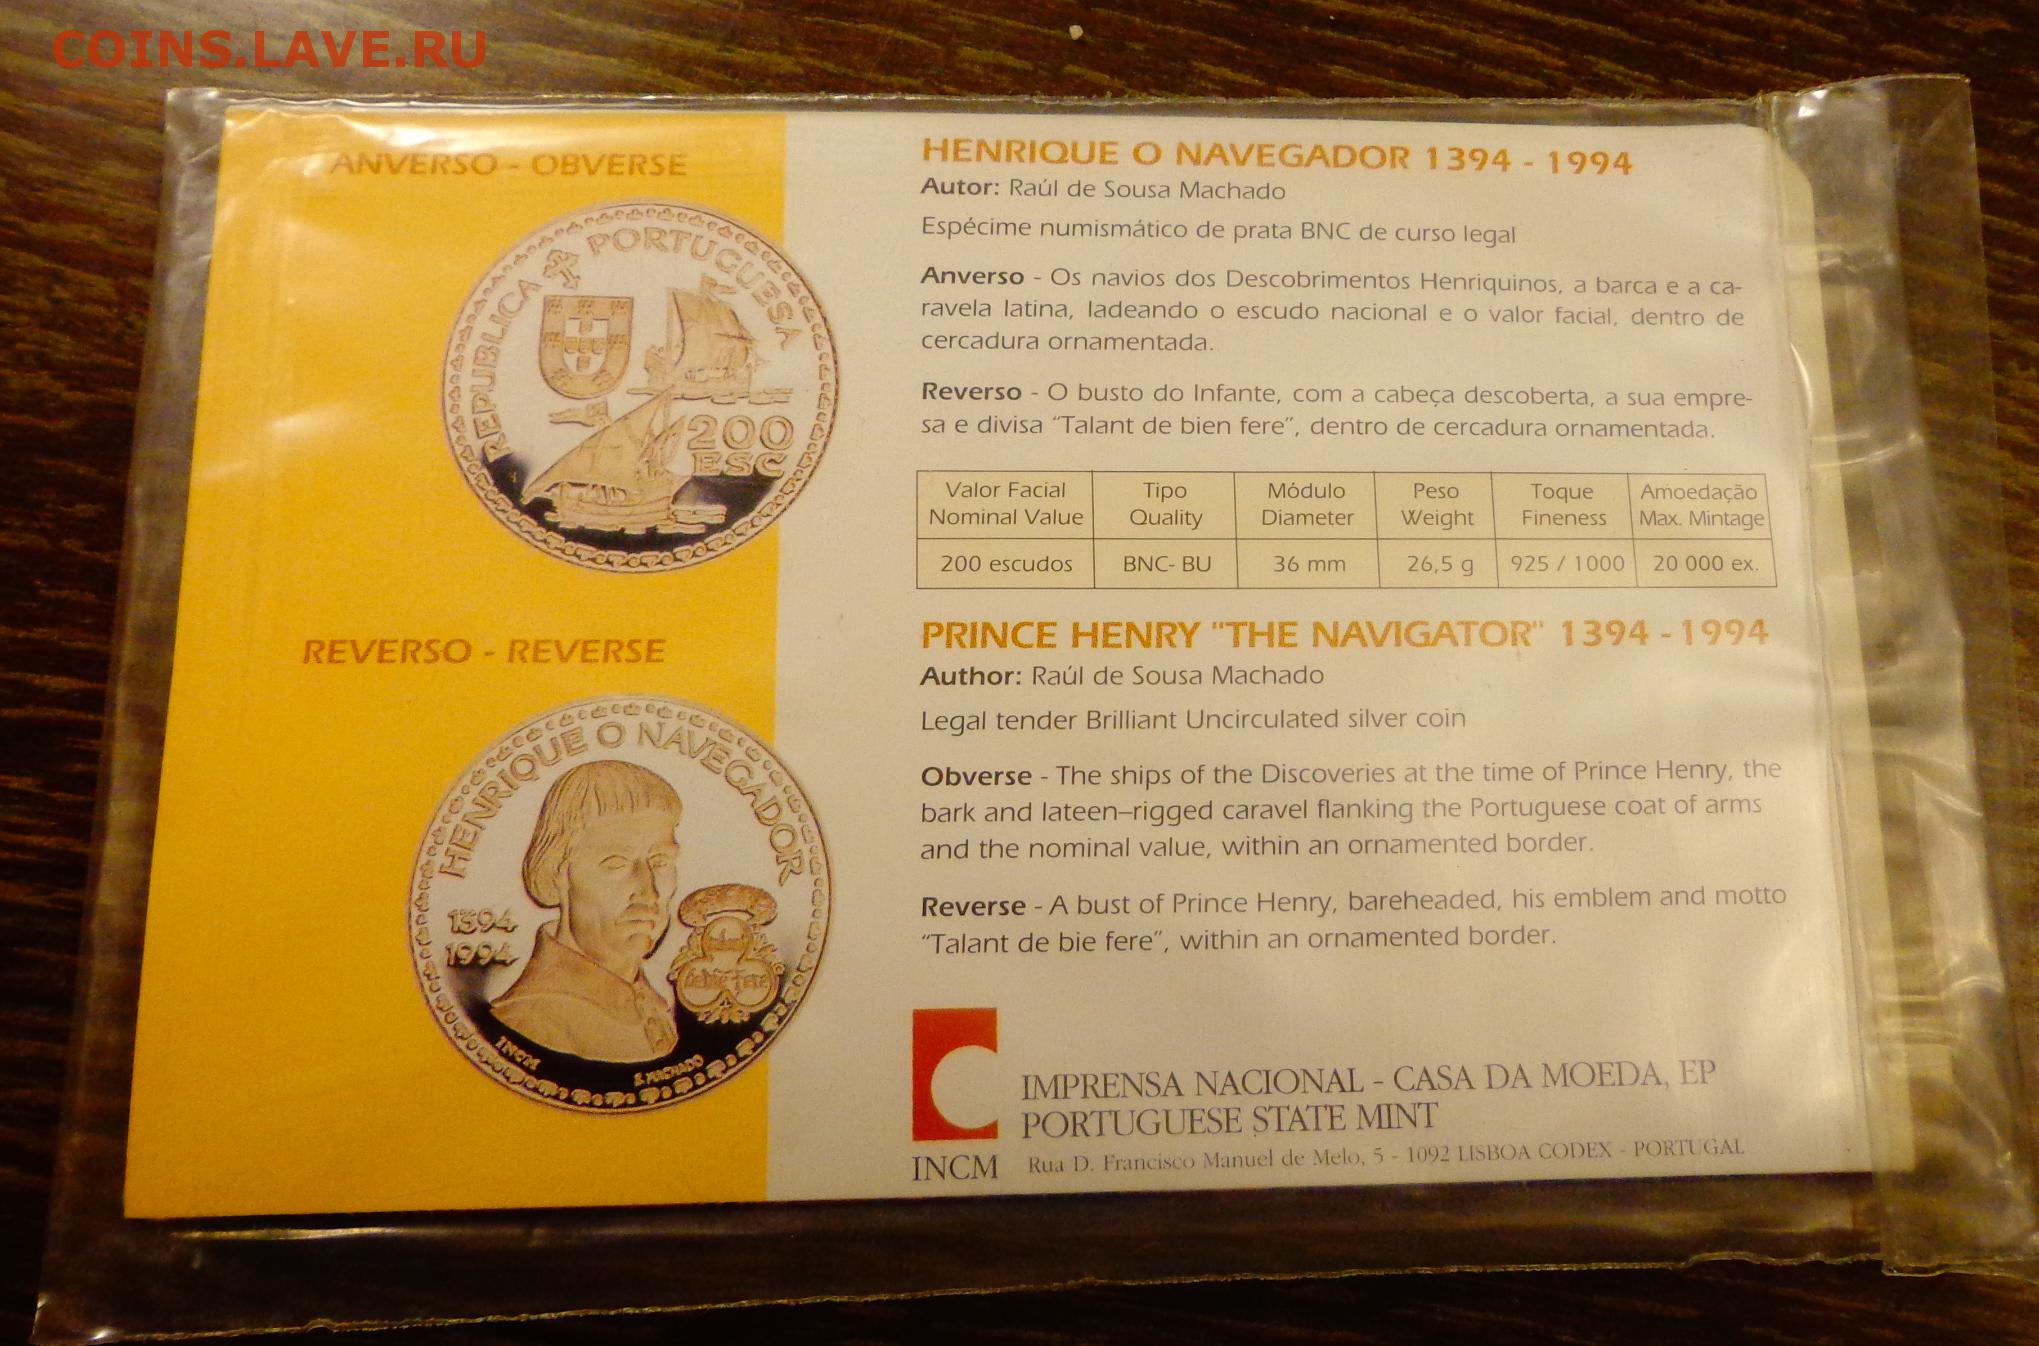 COINS.LAVE.RU
ANVERSO - OBVERSE
REPUBLICA PORTUGUESA
200
ESC
REVERSO - REVERSE
HENRIQUE O NAVEGADOR
1394
1994
INCM
R. MACHADO
HENRIQUE O NAVEGADOR 1394 - 1994
Autor: Raúl de Sousa Machado
Espécime numismático de prata BNC de curso legal
Anverso - Os navios dos Descobrimentos Henriquinos, a barca e a ca-
ravela latina, ladeando o escudo nacional e o valor facial, dentro de
cercadura ornamentada.
Reverso - O busto do Infante, com a cabeça descoberta, a sua empre-
sa e divisa “Talant de bien fere”, dentro de cercadura ornamentada.
Valor Facial Tipo Módulo Peso Toque Amoedação
Nominal Value Quality Diameter Weight Fineness Max. Mintage
200 escudos BNC- BU 36 mm 26,5 g 925 / 1000 20 000 ex.
PRINCE HENRY "THE NAVIGATOR" 1394 - 1994
Author: Raúl de Sousa Machado
Legal tender Brilliant Uncirculated silver coin
Obverse - The ships of the Discoveries at the time of Prince Henry, the
bark and lateen–rigged caravel flanking the Portuguese coat of arms
and the nominal value, within an ornamented border.
Reverse - A bust of Prince Henry, bareheaded, his emblem and motto
“Talant de bie fere”, within an ornamented border.
IMPRENSA NACIONAL - CASA DA MOEDA, EP
PORTUGUESE STATE MINT
INCM Rua D. Francisco Manuel de Melo, 5 - 1092 LISBOA CODEX - PORTUGAL